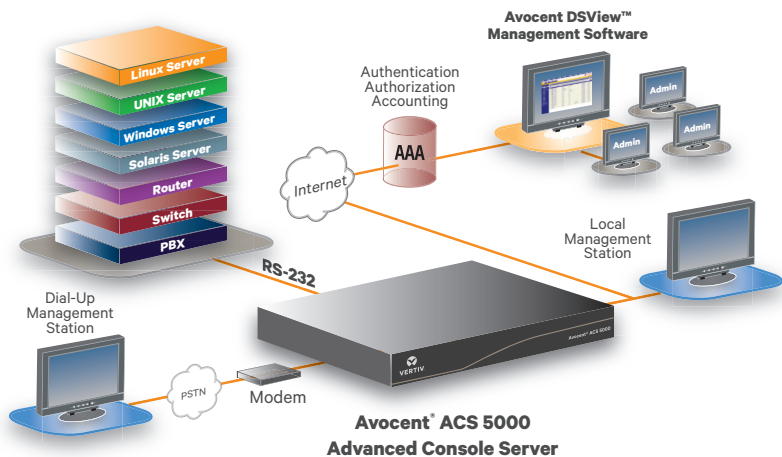 Avocent DSView™
Management Software
Linux Server
UNIX Server
Windows Server
Solaris Server
Router
Switch
PBX
Authentication
Authorization
Accounting
AAA
Admin
Admin
Admin
Internet
Local
Management
Station
RS-232
Dial-Up
Management
Station
PSTN
Modem
VERTIV
Avocent® ACS 5000
Avocent® ACS 5000
Advanced Console Server